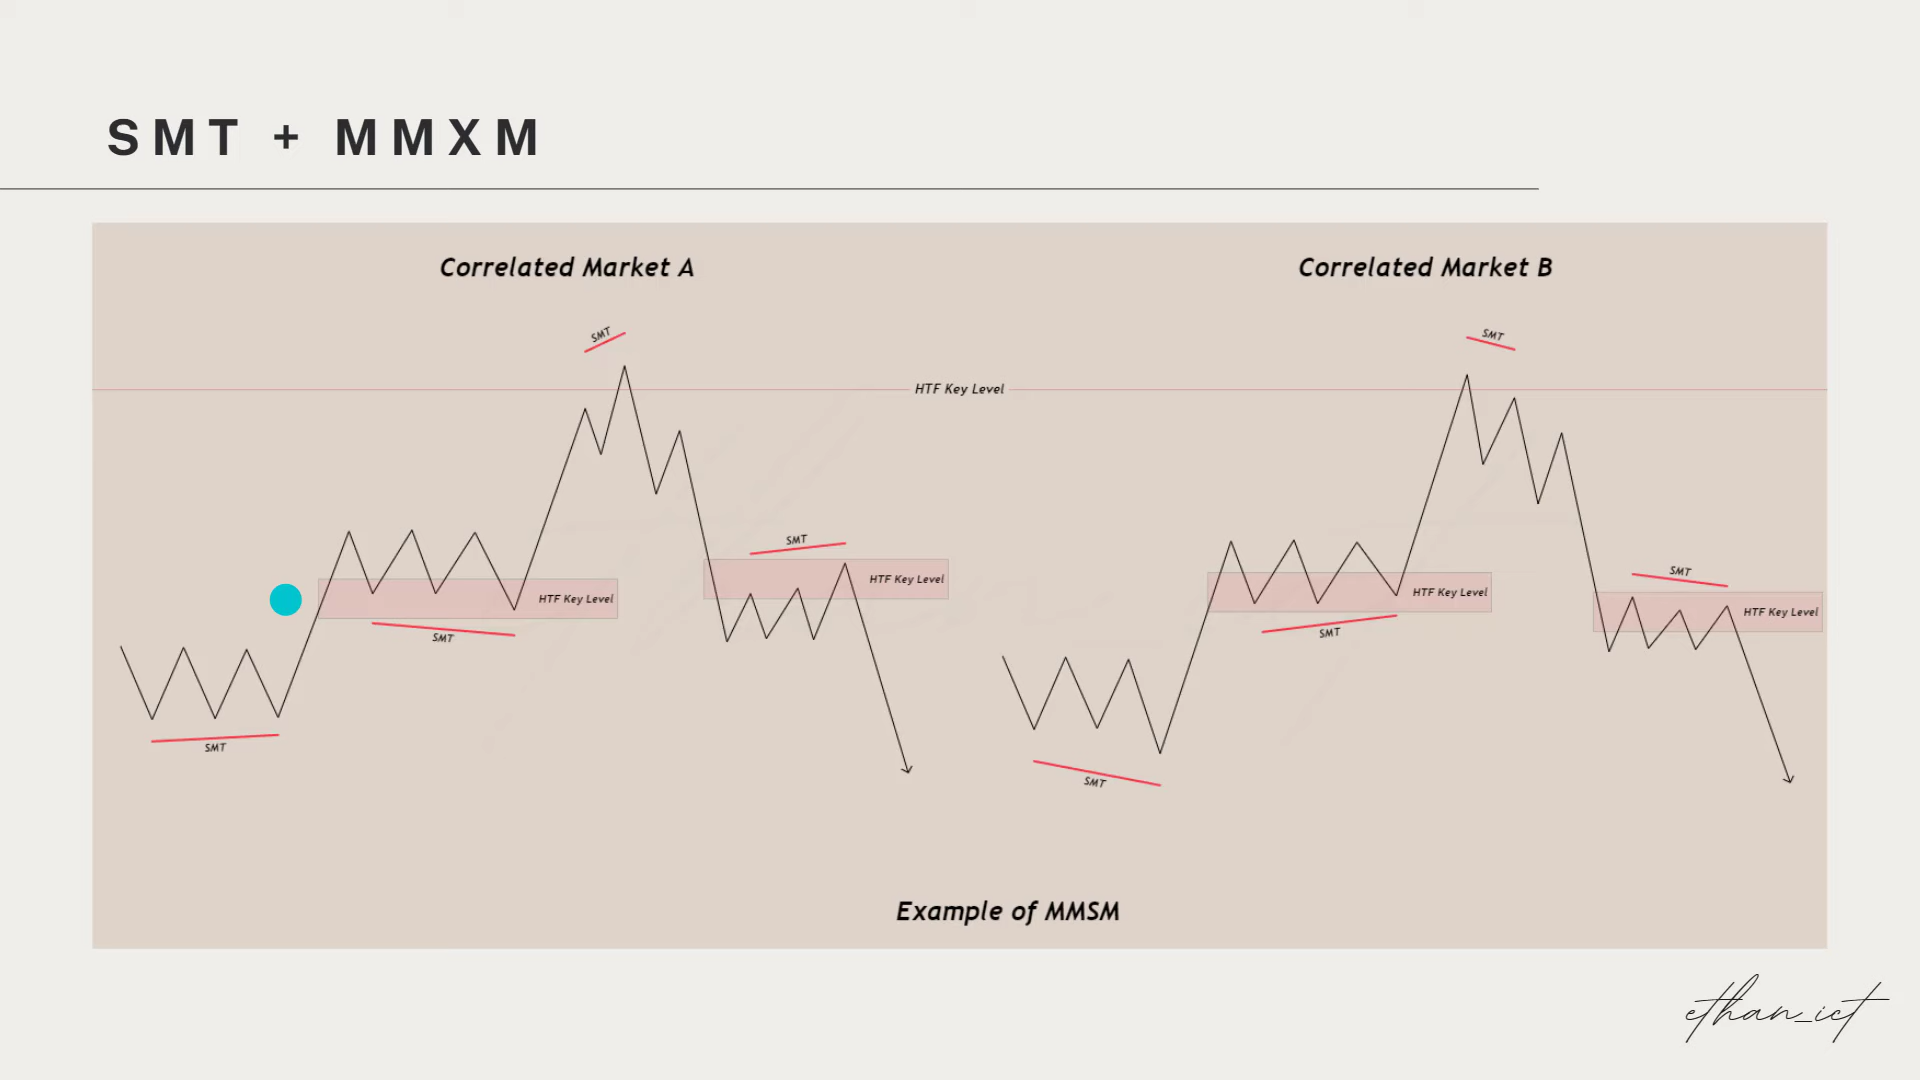 SMT + MMXM
Correlated Market A
Correlated Market B
SMT
SMT
HTF Key Level
SMT
HTF Key Level
HTF Key Level
SMT
SMT
HTF Key Level
SMT
SMT
HTF Key Level
SMT
SMT
Example of MMSM
ethan_ict